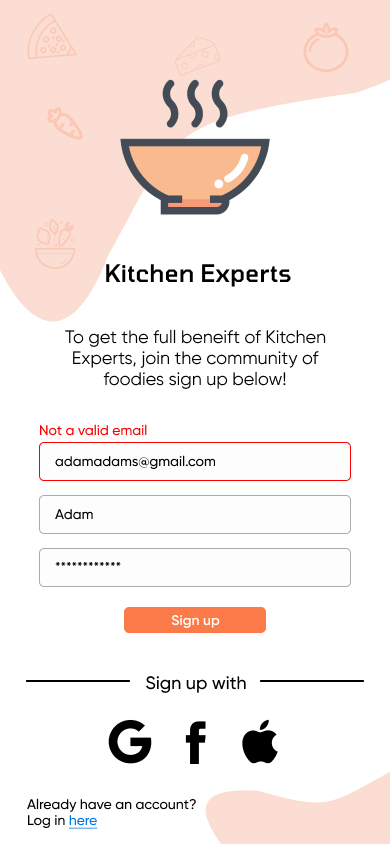 Kitchen Experts
To get the full beneift of Kitchen
Experts, join the community of
foodies sign up below!
Not a valid email
adamadams@gmail.com
Adam
************
Sign up
Sign up with
G f
Already have an account?
Log in here